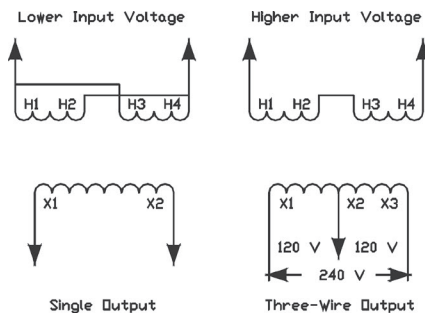 Lower Input Voltage
Higher Input Voltage
H1 H2 H3 H4
H1 H2 H3 H4
X1 X2
X1 X2 X3
120 V 120 V
240 V
Single Output
Three-Wire Output